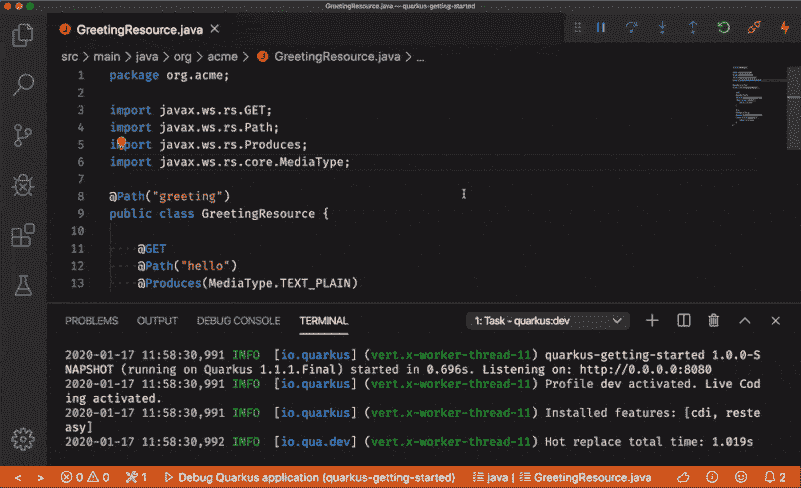 GreetingResource.java — quarkus-getting-started
GreetingResource.java
src > main > java > org > acme > GreetingResource.java > ...
1 package org.acme;
2
3 import javax.ws.rs.GET;
4 import javax.ws.rs.Path;
5 import javax.ws.rs.Produces;
6 import javax.ws.rs.core.MediaType;
7
8 @Path("greeting")
9 public class GreetingResource {
10
11 @GET
12 @Path("hello")
13 @Produces(MediaType.TEXT_PLAIN)
PROBLEMS OUTPUT DEBUG CONSOLE TERMINAL 1: Task - quarkus:dev
2020-01-17 11:58:30,991 INFO [io.quarkus] (vert.x-worker-thread-11) quarkus-getting-started 1.0.0-S
NAPSHOT (running on Quarkus 1.1.1.Final) started in 0.696s. Listening on: http://0.0.0.0:8080
2020-01-17 11:58:30,991 INFO [io.quarkus] (vert.x-worker-thread-11) Profile dev activated. Live Cod
ing activated.
2020-01-17 11:58:30,991 INFO [io.quarkus] (vert.x-worker-thread-11) Installed features: [cdi, reste
asy]
2020-01-17 11:58:30,992 INFO [io.qua.dev] (vert.x-worker-thread-11) Hot replace total time: 1.019s
0 0 1 Debug Quarkus application (quarkus-getting-started) java | GreetingResource.java 2